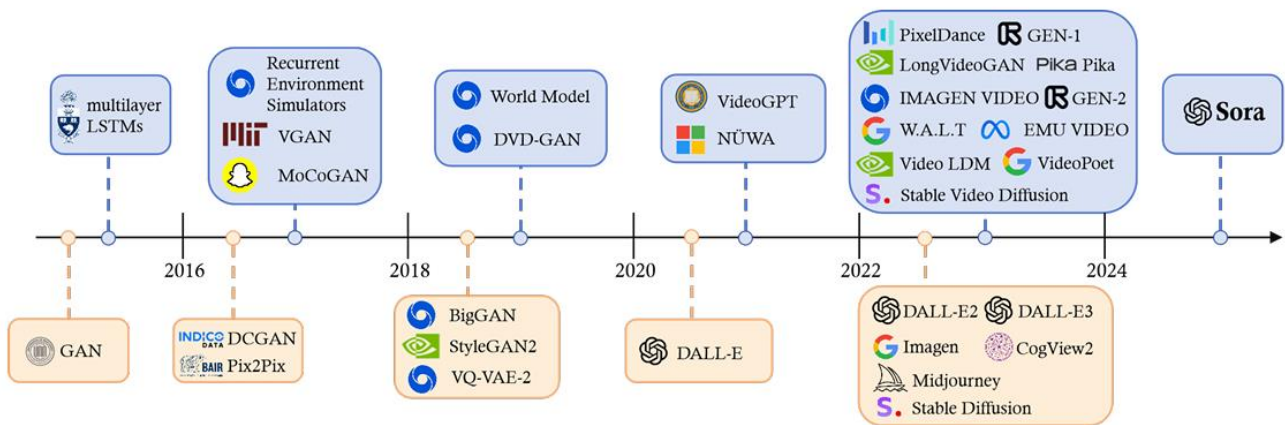 multilayer
LSTMs
Recurrent
Environment
Simulators
MIT VGAN
MoCoGAN
World Model
DVD-GAN
VideoGPT
NÜWA
PixelDance GEN-1
LongVideoGAN PiKa Pika
IMAGEN VIDEO GEN-2
W.A.L.T EMU VIDEO
Video LDM VideoPoet
S. Stable Video Diffusion
Sora
2016 2018 2020 2022 2024
GAN
INDICO DATA DCGAN
BAIR Pix2Pix
BigGAN
StyleGAN2
VQ-VAE-2
DALL-E
DALL-E2 DALL-E3
Imagen CogView2
Midjourney
S. Stable Diffusion